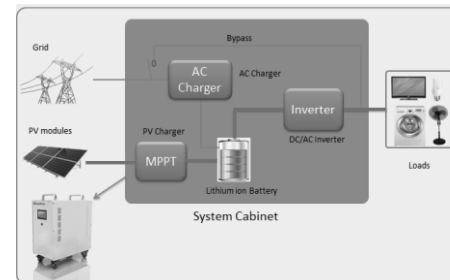 Grid
Bypass
AC
Charger
AC Charger
Inverter
PV modules
PV Charger
MPPT
DC/AC Inverter
Lithium ion Battery
Loads
System Cabinet